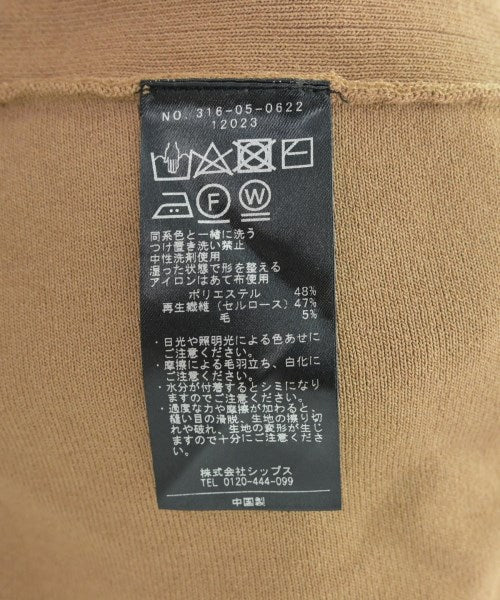 NO. 316-05-0622
12023
F W
同系色と一緒に洗う
つけ置き洗い禁止
中性洗剤使用
湿った状態で形を整える
アイロンはあて布使用
ポリエステル 48%
再生繊維(セルロース) 47%
毛 5%
・日光や照明光による色あせに
ご注意ください。
・摩擦による毛羽立ち、白化に
ご注意ください。
・水分が付着するとシミになり
ますのでご注意ください。
・過度な力や摩擦が加わると、
縫い目の滑脱、生地の擦り切
れや破れ、生地の変形が生じ
ますので十分にご注意ください。
株式会社シップス
TEL 0120-444-099
中国製